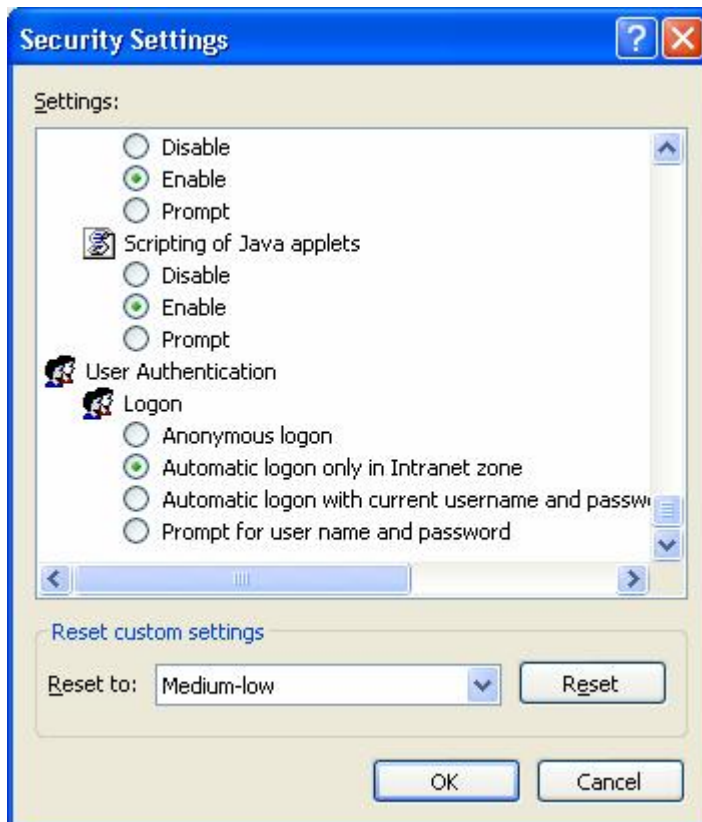 Security Settings
Settings:
Disable
Enable
Prompt
Scripting of Java applets
Disable
Enable
Prompt
User Authentication
Logon
Anonymous logon
Automatic logon only in Intranet zone
Automatic logon with current username and passw
Prompt for user name and password
Reset custom settings
Reset to: Medium-low Reset
OK Cancel